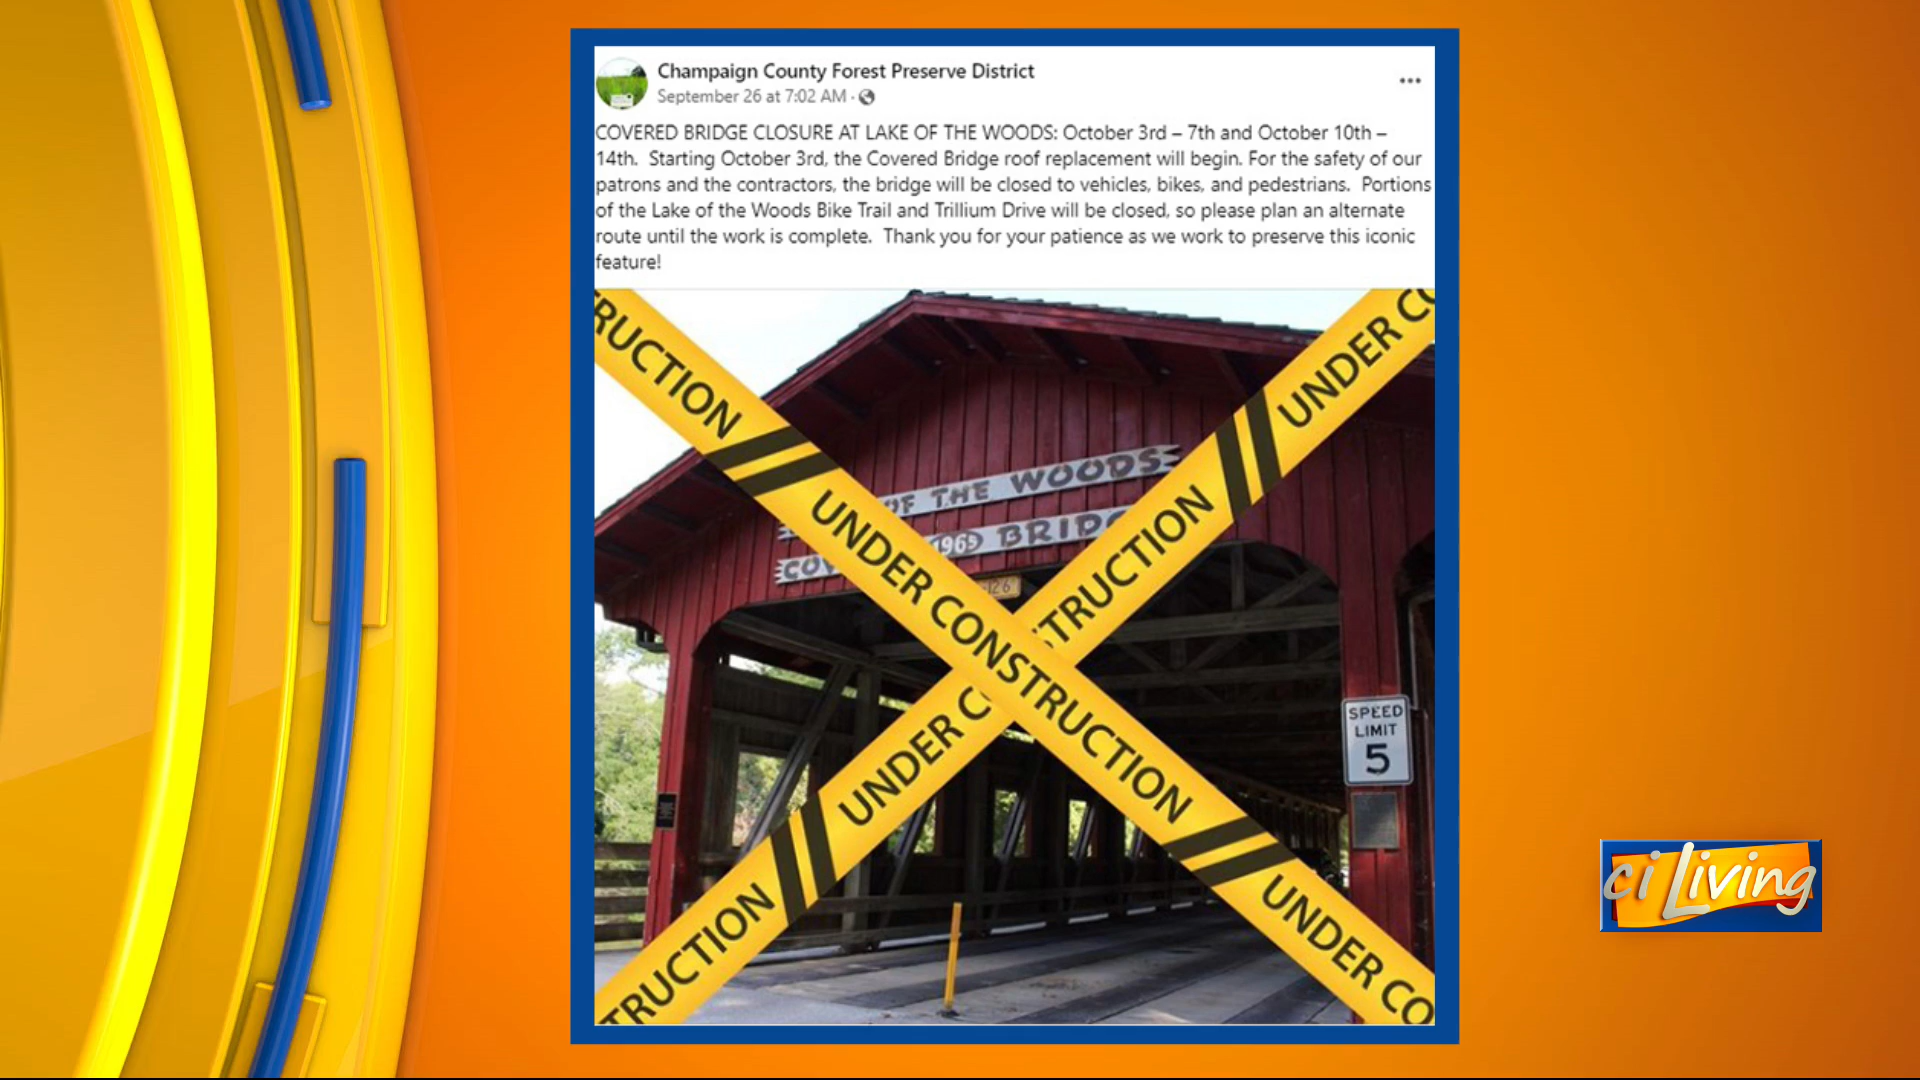 Champaign County Forest Preserve District
September 26 at 7:02 AM ·
COVERED BRIDGE CLOSURE AT LAKE OF THE WOODS: October 3rd – 7th and October 10th –
14th. Starting October 3rd, the Covered Bridge roof replacement will begin. For the safety of our
patrons and the contractors, the bridge will be closed to vehicles, bikes, and pedestrians. Portions
of the Lake of the Woods Bike Trail and Trillium Drive will be closed, so please plan an alternate
route until the work is complete. Thank you for your patience as we work to preserve this iconic
feature!
RUCTION
UNDER CONSTRUCTION
UNDER CO
UNDER CO
TRUCTION
UNDER C
TRUCTION
OF THE WOODS
COV
1965
D BRIDG
-126
SPEED
LIMIT
5
ci Living